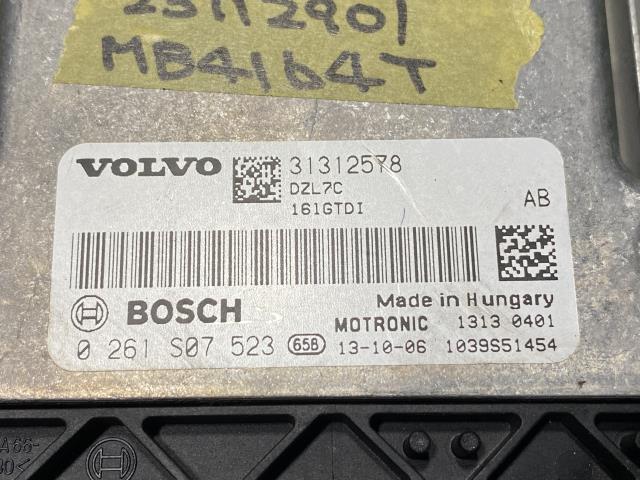 MB4164T
VOLVO 31312578
DZL7C
161GTDI
AB
BOSCH
Made in Hungary
MOTRONIC 1313 0401
0 261 S07 523 658 13-10-06 1039S51454